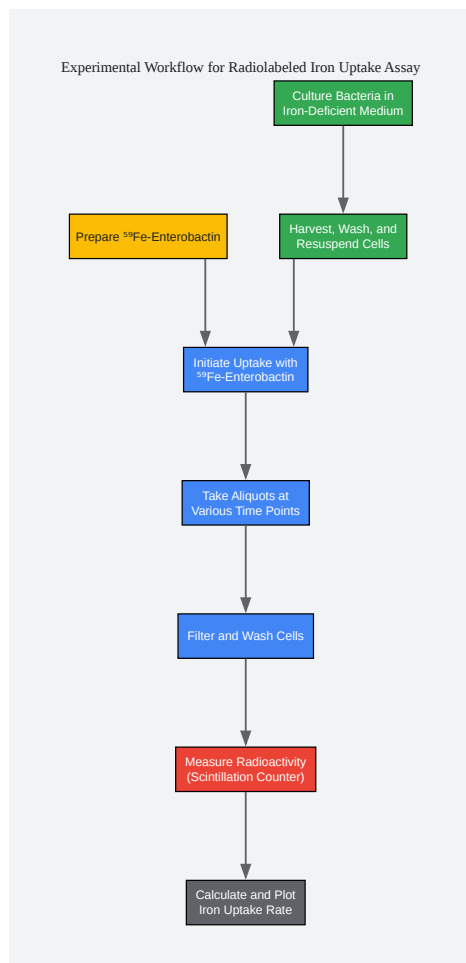 Experimental Workflow for Radiolabeled Iron Uptake Assay
Culture Bacteria in
Iron-Deficient Medium
Prepare ⁵⁹Fe-Enterobactin
Harvest, Wash, and
Resuspend Cells
Initiate Uptake with
⁵⁹Fe-Enterobactin
Take Aliquots at
Various Time Points
Filter and Wash Cells
Measure Radioactivity
(Scintillation Counter)
Calculate and Plot
Iron Uptake Rate